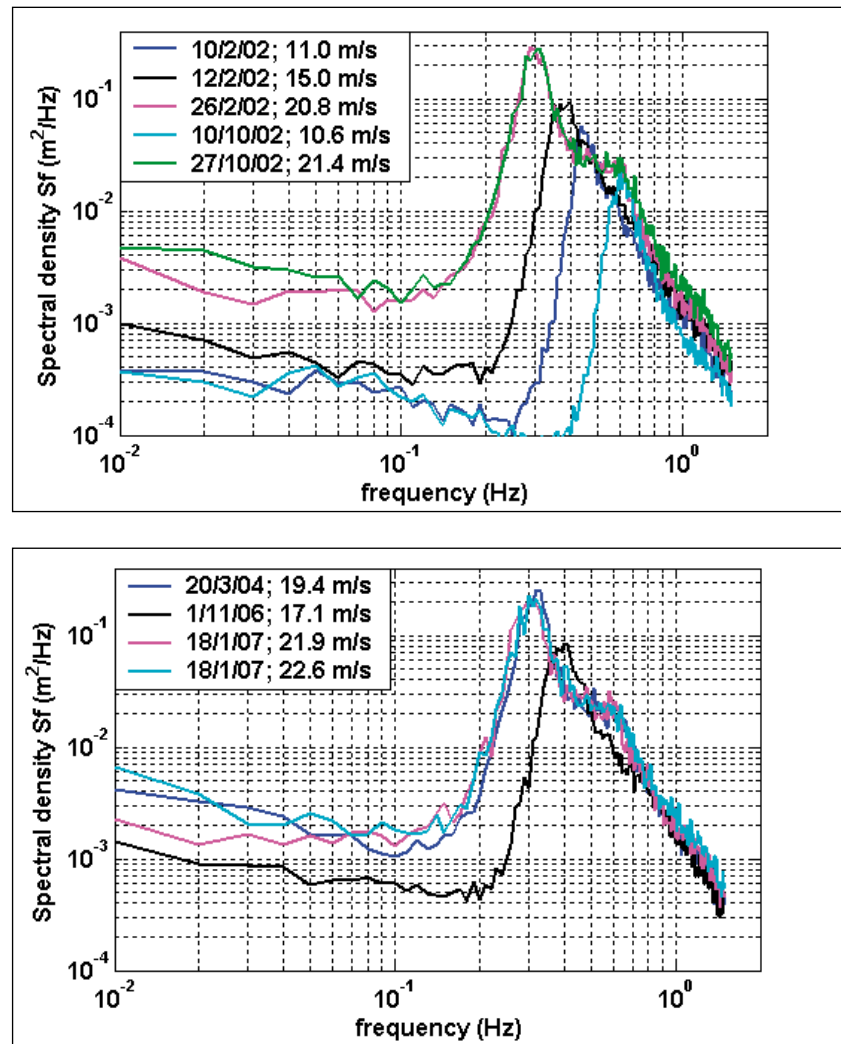 10/2/02; 11.0 m/s
12/2/02; 15.0 m/s
26/2/02; 20.8 m/s
10/10/02; 10.6 m/s
27/10/02; 21.4 m/s
Spectral density Sf (m²/Hz)
10⁻¹
10⁻²
10⁻³
10⁻⁴
10⁻² 10⁻¹ 10⁰
frequency (Hz)
20/3/04; 19.4 m/s
1/11/06; 17.1 m/s
18/1/07; 21.9 m/s
18/1/07; 22.6 m/s
Spectral density Sf (m²/Hz)
10⁻¹
10⁻²
10⁻³
10⁻⁴
10⁻² 10⁻¹ 10⁰
frequency (Hz)